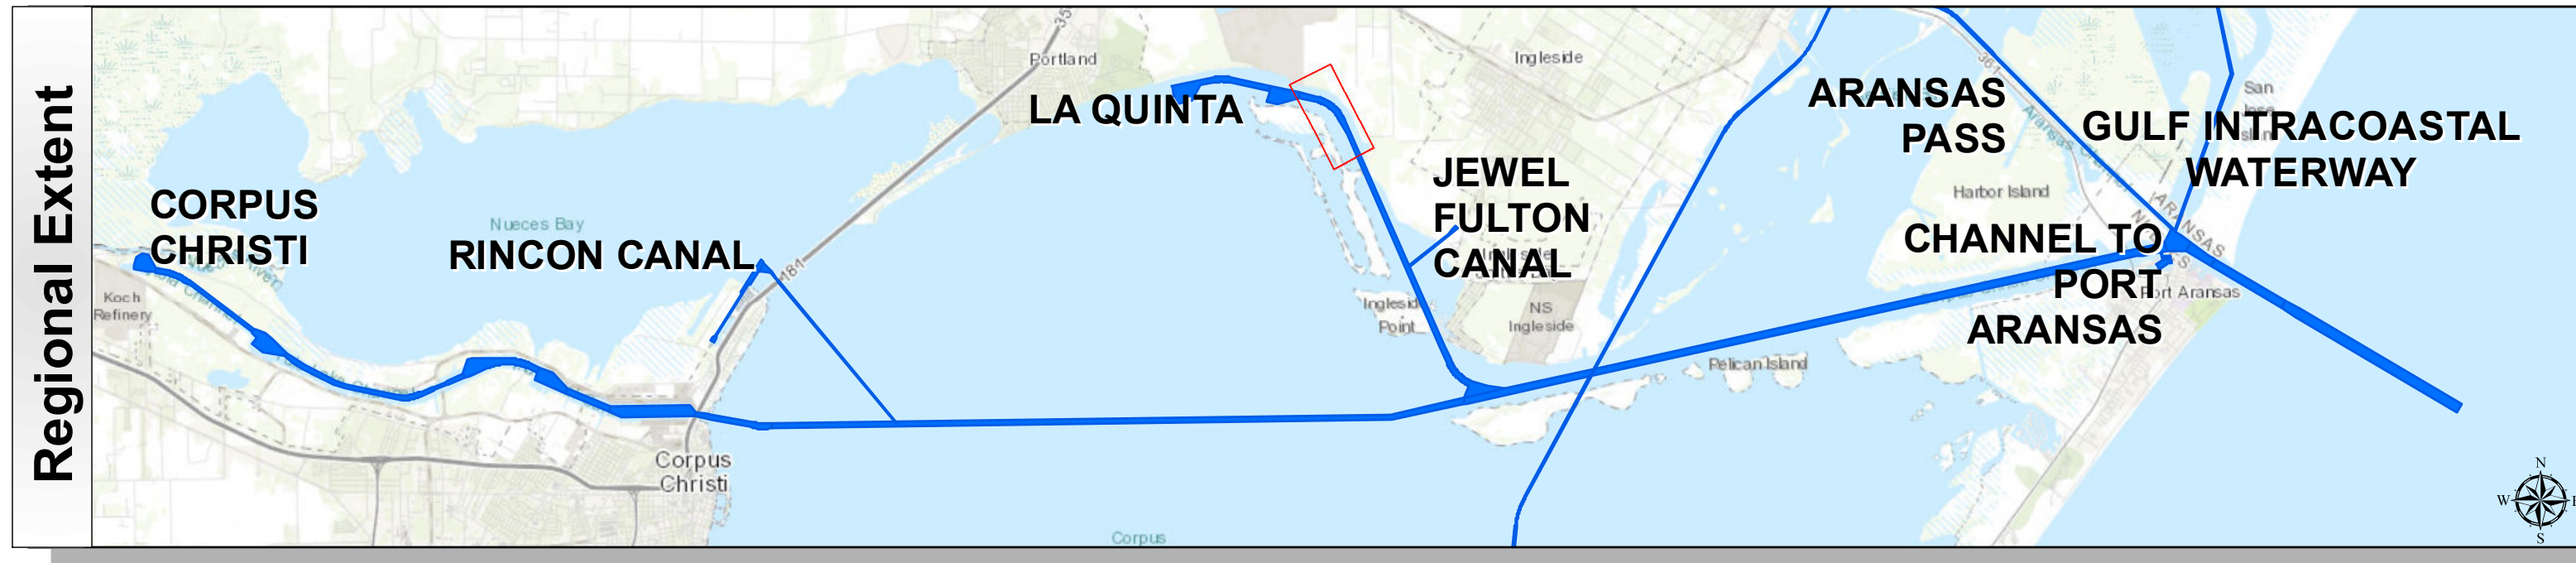 Regional Extent
35
Portland
Ingleside
LA QUINTA
ARANSAS
PASS
361
San
Jose
GULF INTRACOASTAL
WATERWAY
JEWEL
FULTON
CANAL
Harbor Island
CORPUS
CHRISTI
Nueces Bay
RINCON CANAL
181
CHANNEL TO
PORT
ARANSAS
ARANSAS
Koch
Refinery
Ingleside
Point
NS
Ingleside
Port Aransas
Pelican Island
Corpus
Christi
Corpus
N
W
S